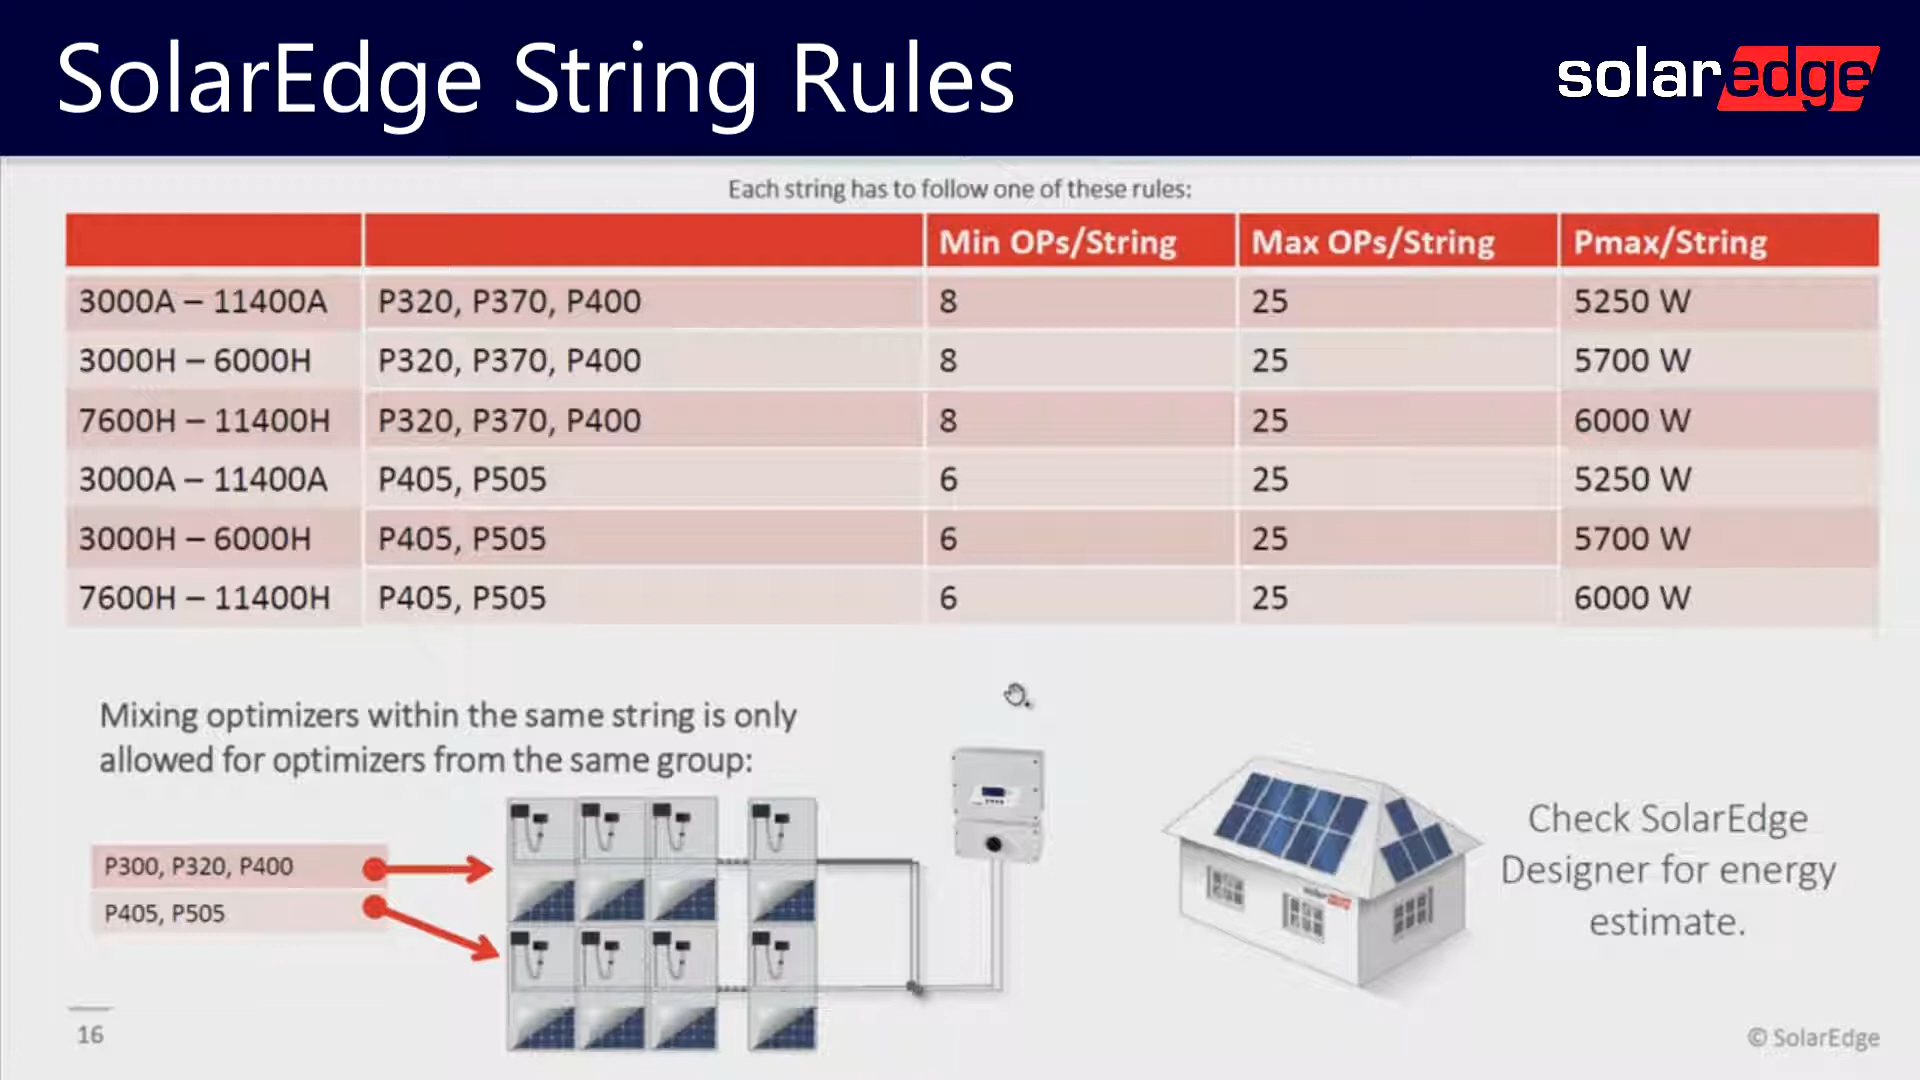 SolarEdge String Rules
solaredge
Each string has to follow one of these rules:
Min OPs/String Max OPs/String Pmax/String
3000A – 11400A P320, P370, P400 8 25 5250 W
3000H – 6000H P320, P370, P400 8 25 5700 W
7600H – 11400H P320, P370, P400 8 25 6000 W
3000A – 11400A P405, P505 6 25 5250 W
3000H – 6000H P405, P505 6 25 5700 W
7600H – 11400H P405, P505 6 25 6000 W
Mixing optimizers within the same string is only
allowed for optimizers from the same group:
P300, P320, P400
P405, P505
solaredge
Check SolarEdge
Designer for energy
estimate.
16
© SolarEdge